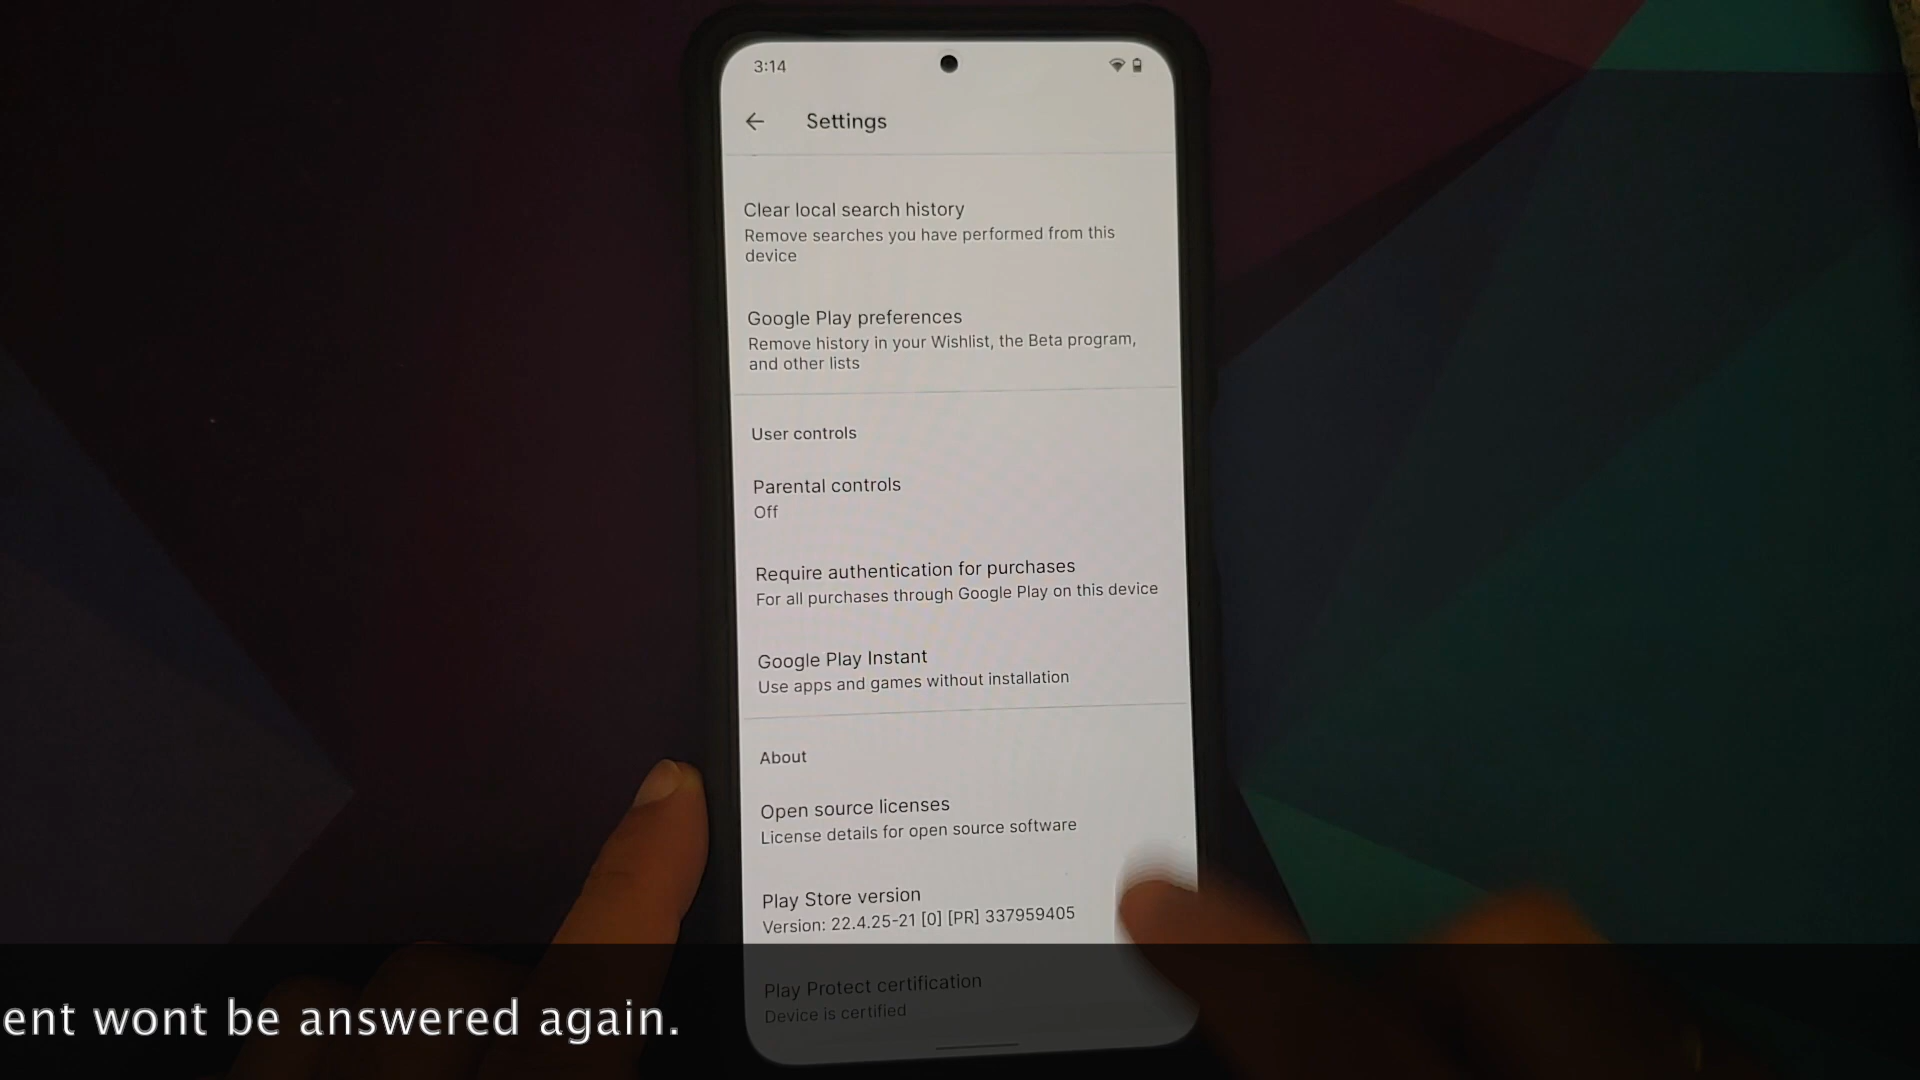 3:14
Settings
Clear local search history
Remove searches you have performed from this
device
Google Play preferences
Remove history in your Wishlist, the Beta program,
and other lists
User controls
Parental controls
Off
Require authentication for purchases
For all purchases through Google Play on this device
Google Play Instant
Use apps and games without installation
About
Open source licenses
License details for open source software
Play Store version
Version: 22.4.25-21 [0] [PR] 337959405
Play Protect certification
Device is certified
ent wont be answered again.